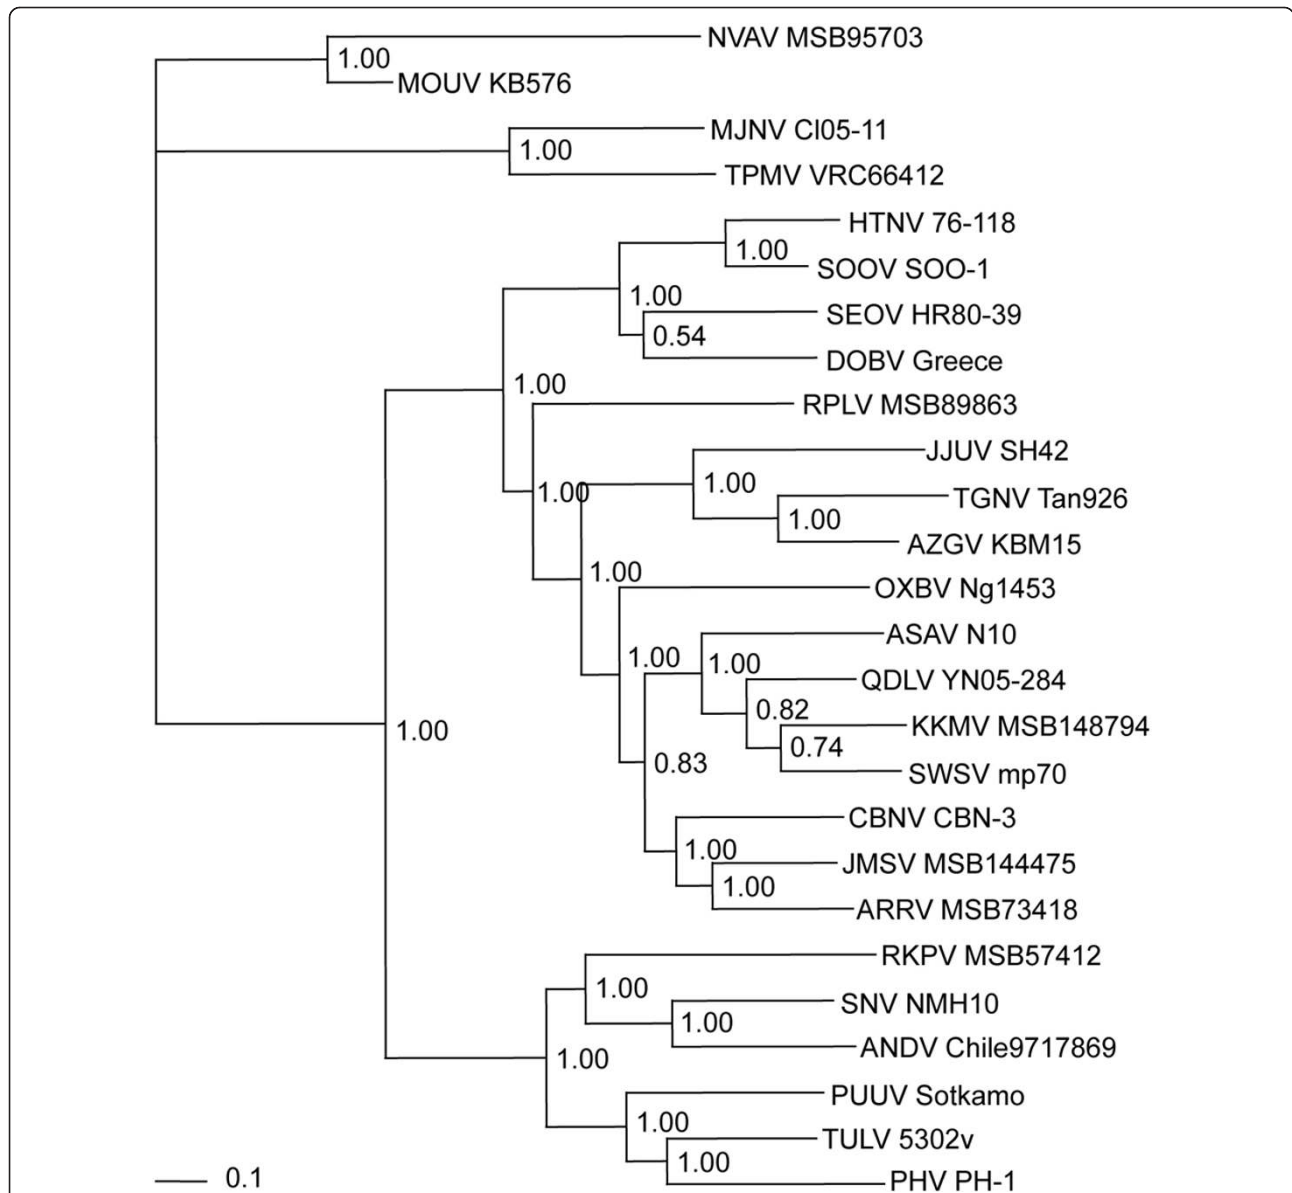 NVAV MSB95703
1.00
MOUV KB576
MJNV Cl05-11
1.00
TPMV VRC66412
HTNV 76-118
1.00
SOOV SOO-1
1.00
SEOV HR80-39
0.54
DOBV Greece
1.00
RPLV MSB89863
JJUV SH42
1.00
1.00
TGNV Tan926
1.00
AZGV KBM15
1.00
OXBV Ng1453
ASAV N10
1.00
1.00
QDLV YN05-284
0.82
KKMV MSB148794
1.00
0.74
0.83
SWSV mp70
CBNV CBN-3
1.00
JMSV MSB144475
1.00
ARRV MSB73418
RKPV MSB57412
1.00
SNV NMH10
1.00
ANDV Chile9717869
1.00
PUUV Sotkamo
1.00
TULV 5302v
1.00
0.1
PHV PH-1